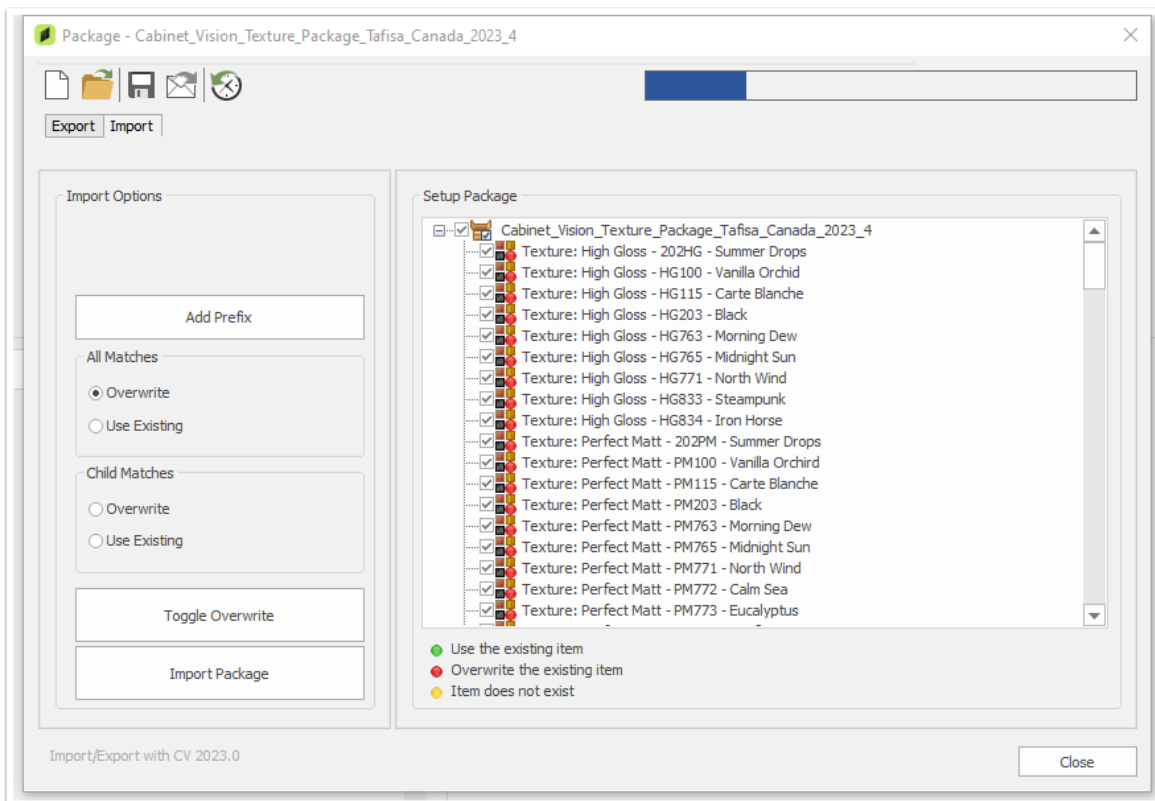 Package - Cabinet_Vision_Texture_Package_Tafisa_Canada_2023_4
Export
Import
Import Options
Add Prefix
All Matches
Overwrite
Use Existing
Child Matches
Overwrite
Use Existing
Toggle Overwrite
Import Package
Setup Package
Cabinet_Vision_Texture_Package_Tafisa_Canada_2023_4
Texture: High Gloss - 202HG - Summer Drops
Texture: High Gloss - HG100 - Vanilla Orchid
Texture: High Gloss - HG115 - Carte Blanche
Texture: High Gloss - HG203 - Black
Texture: High Gloss - HG763 - Morning Dew
Texture: High Gloss - HG765 - Midnight Sun
Texture: High Gloss - HG771 - North Wind
Texture: High Gloss - HG833 - Steampunk
Texture: High Gloss - HG834 - Iron Horse
Texture: Perfect Matt - 202PM - Summer Drops
Texture: Perfect Matt - PM100 - Vanilla Orchird
Texture: Perfect Matt - PM115 - Carte Blanche
Texture: Perfect Matt - PM203 - Black
Texture: Perfect Matt - PM763 - Morning Dew
Texture: Perfect Matt - PM765 - Midnight Sun
Texture: Perfect Matt - PM771 - North Wind
Texture: Perfect Matt - PM772 - Calm Sea
Texture: Perfect Matt - PM773 - Eucalyptus
Use the existing item
Overwrite the existing item
Item does not exist
Import/Export with CV 2023.0
Close